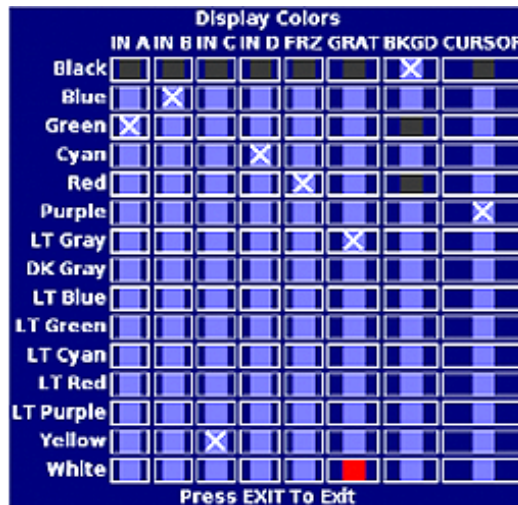 Display Colors
IN A IN B IN C IN D FRZ GRAT BKGD CURSOR
Black
Blue
Green
Cyan
Red
Purple
LT Gray
DK Gray
LT Blue
LT Green
LT Cyan
LT Red
LT Purple
Yellow
White
Press EXIT To Exit